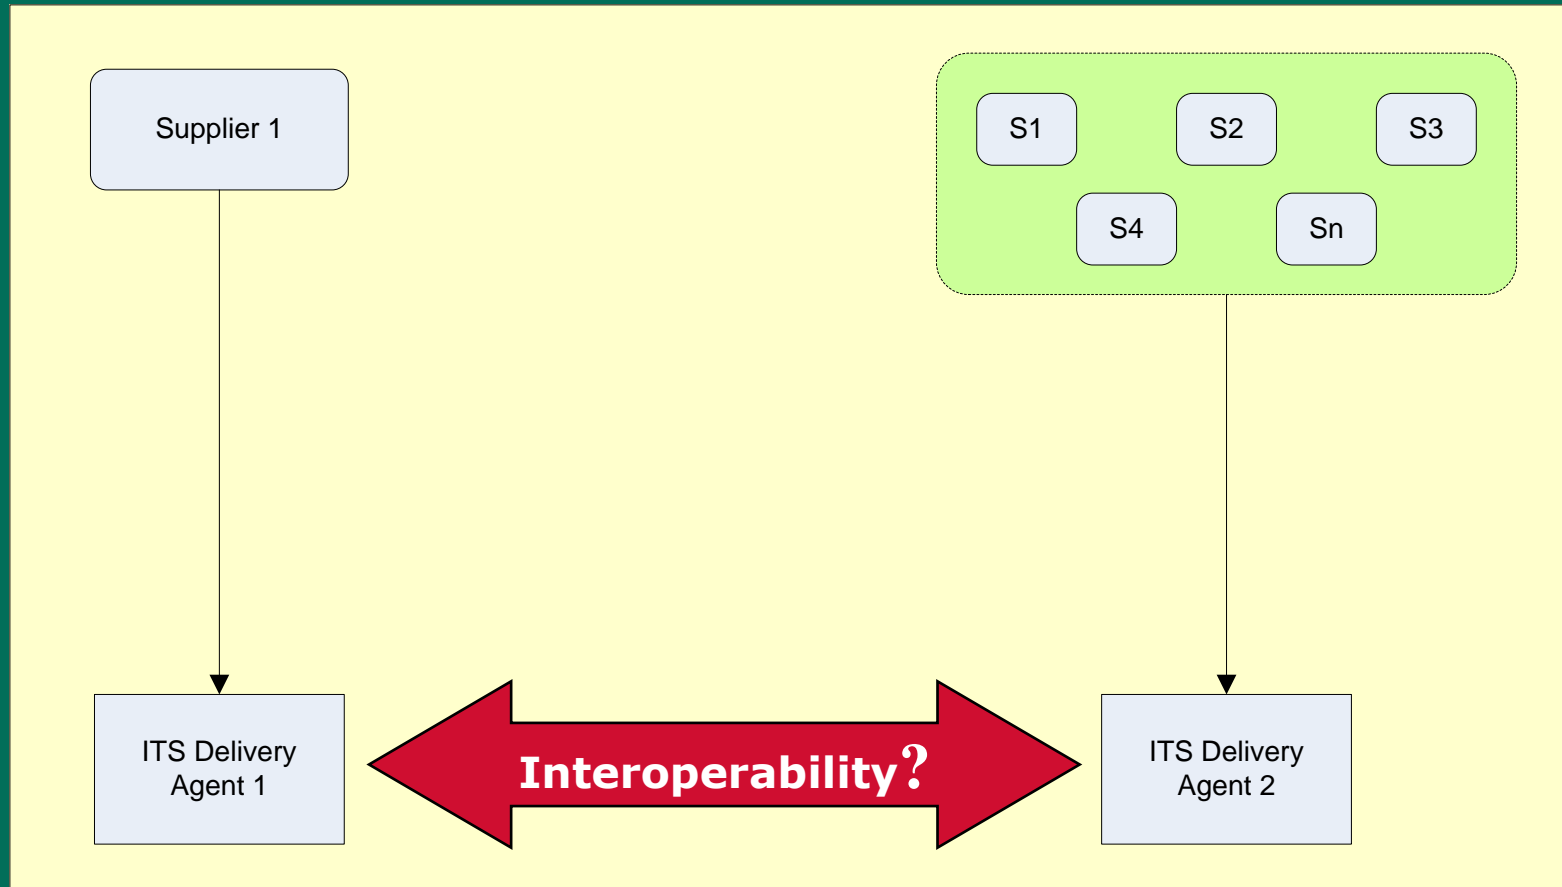 Supplier 1
S1
S2
S3
S4
Sn
ITS Delivery
Agent 1
Interoperability?
ITS Delivery
Agent 2